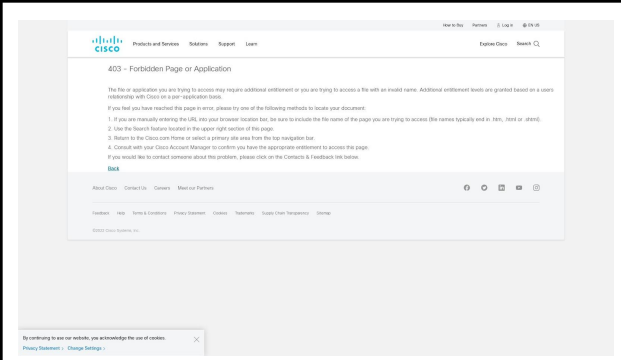 How to Buy Partners Log in EN US
CISCO
Products and Services Solutions Support Learn
Explore Cisco Search
403 – Forbidden Page or Application
The file or application you are trying to access may require additional entitlement or you are trying to access a file with an invalid name. Additional entitlement levels are granted based on a users
relationship with Cisco on a per-application basis.
If you feel you have reached this page in error, please try one of the following methods to locate your document:
1. If you are manually entering the URL into your browser location bar, be sure to include the file name of the page you are trying to access (file names typically end in .htm, .html or .shtml).
2. Use the Search feature located in the upper right section of this page.
3. Return to the Cisco.com Home or select a primary site area from the top navigation bar.
4. Consult with your Cisco Account Manager to confirm you have the appropriate entitlement to access this page.
If you would like to contact someone about this problem, please click on the Contacts & Feedback link below.
Back
About Cisco Contact Us Careers Meet our Partners
Feedback Help Terms & Conditions Privacy Statement Cookies Trademarks Supply Chain Transparency Sitemap
Cisco Systems, Inc.
By continuing to use our website, you acknowledge the use of cookies.
Privacy Statement > Change Settings >